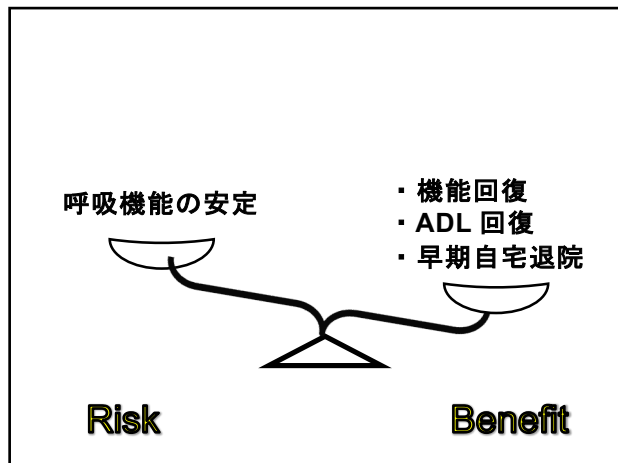 呼吸機能の安定
・機能回復
・ADL 回復
・早期自宅退院
Risk
Benefit